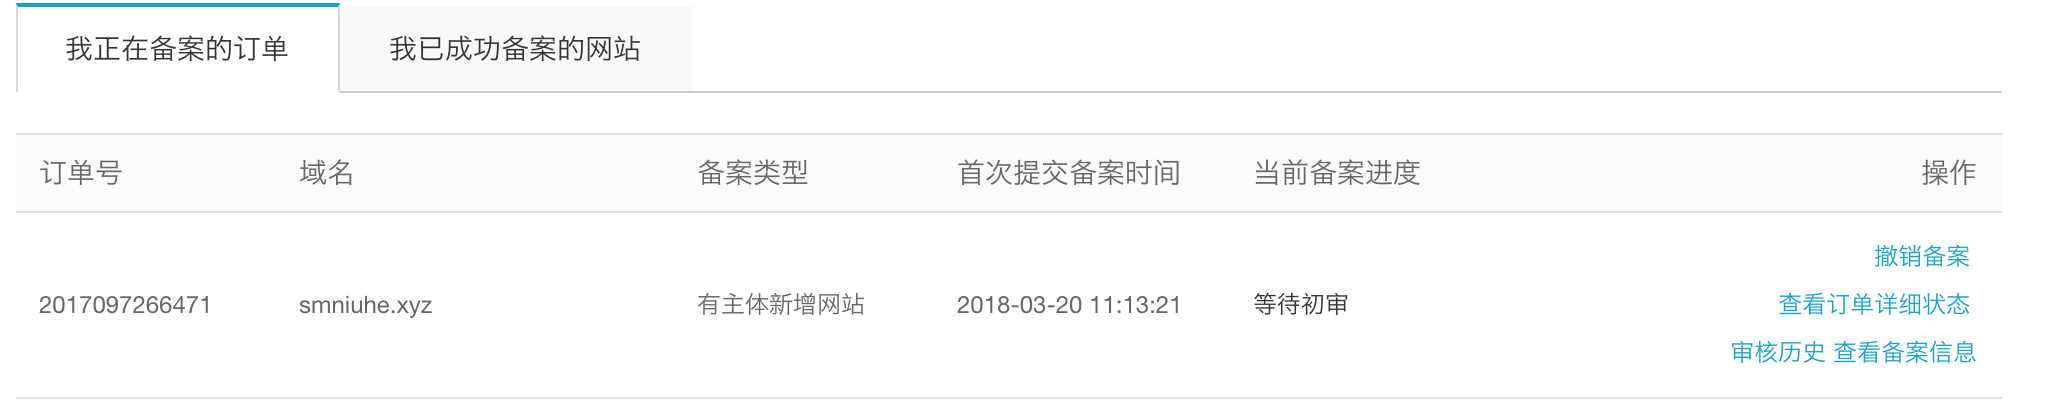 我正在备案的订单 我已成功备案的网站
订单号 域名 备案类型 首次提交备案时间 当前备案进度 操作
撤销备案
2017097266471 smniuhe.xyz 有主体新增网站 2018-03-20 11:13:21 等待初审 查看订单详细状态
审核历史 查看备案信息